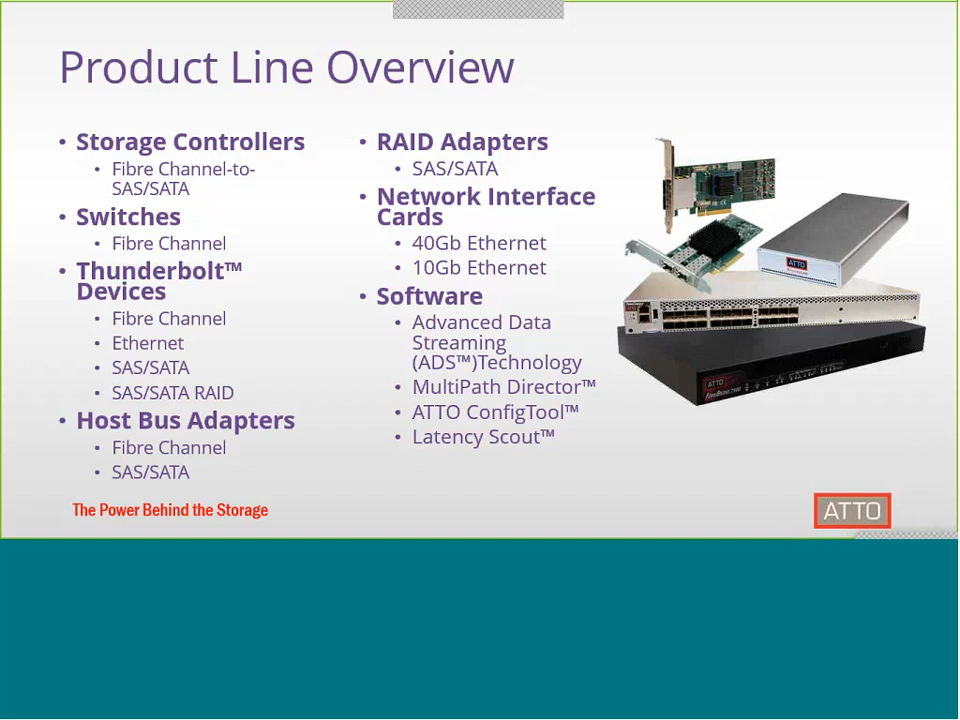 Product Line Overview
• Storage Controllers
• Fibre Channel-to-
SAS/SATA
• Switches
• Fibre Channel
• Thunderbolt™
Devices
• Fibre Channel
• Ethernet
• SAS/SATA
• SAS/SATA RAID
• Host Bus Adapters
• Fibre Channel
• SAS/SATA
• RAID Adapters
• SAS/SATA
• Network Interface
Cards
• 40Gb Ethernet
• 10Gb Ethernet
• Software
• Advanced Data
Streaming
(ADS™)Technology
• MultiPath Director™
• ATTO ConfigTool™
• Latency Scout™
ATTO
ATTO
The Power Behind the Storage
ATTO